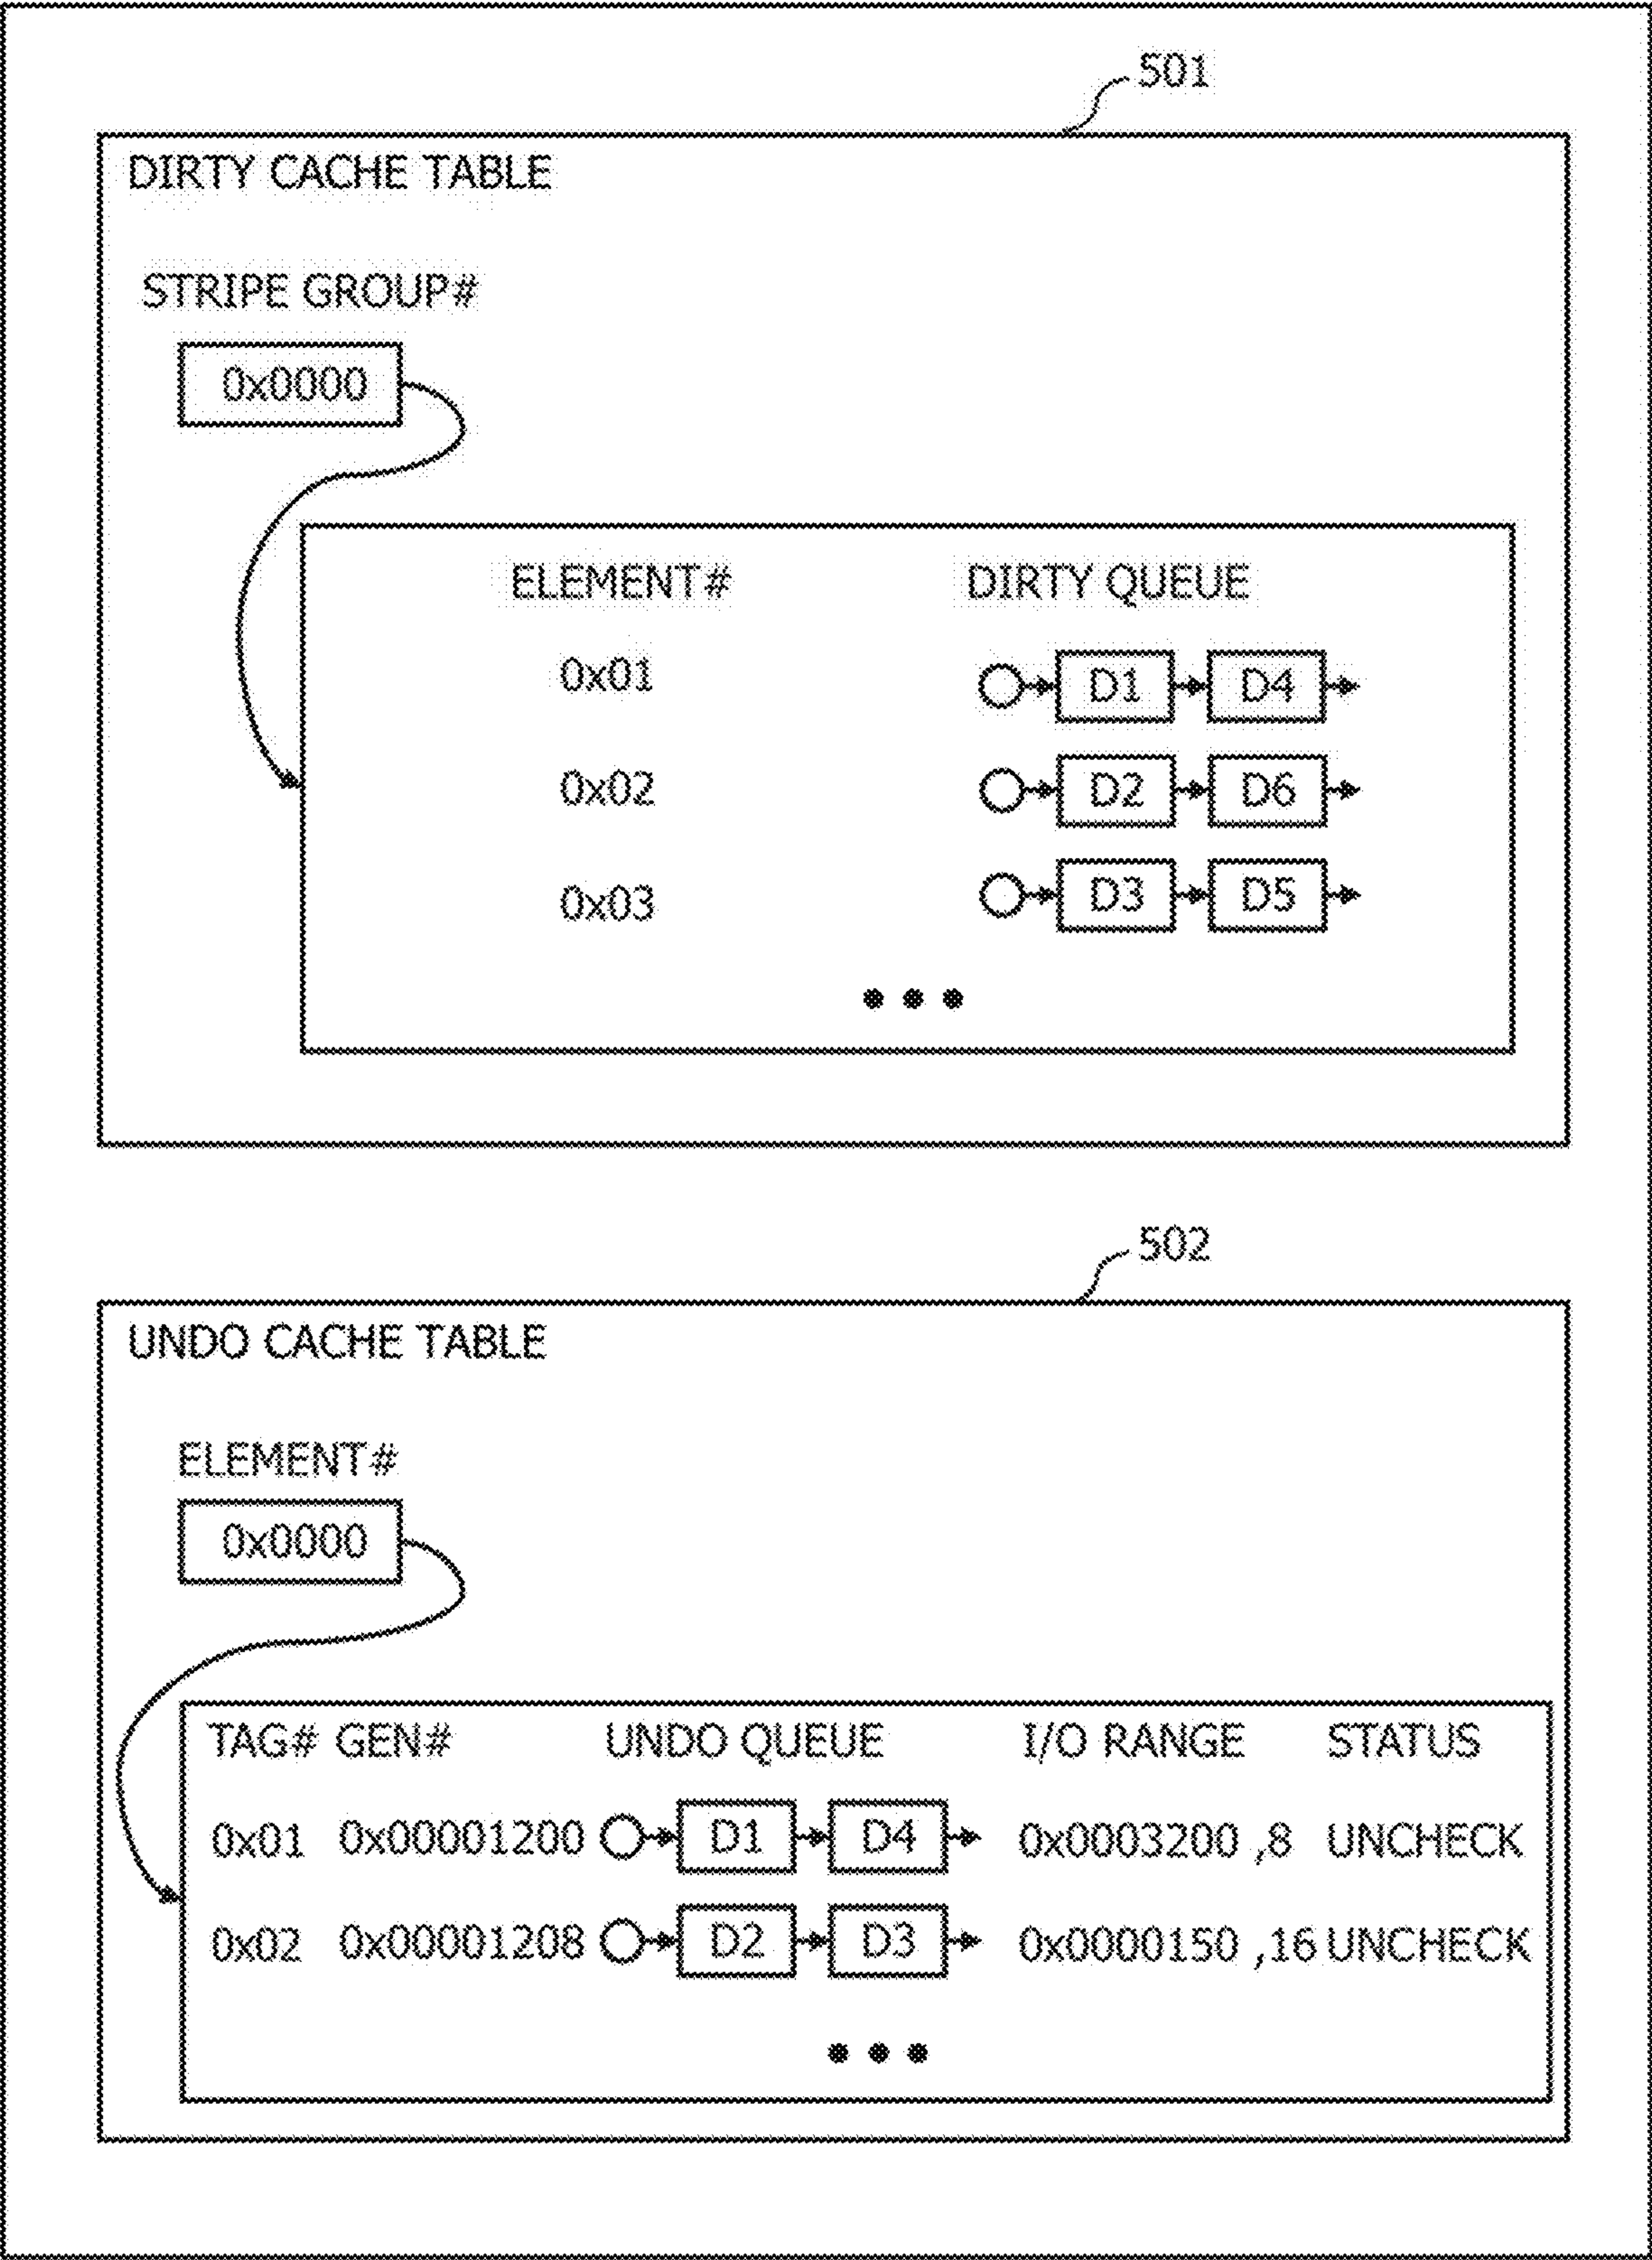 501
DIRTY CACHE TABLE
STRIPE GROUP#
0x0000
ELEMENT# DIRTY QUEUE
0x01 D1 D4
0x02 D2 D6
0x03 D3 D5
502
UNDO CACHE TABLE
ELEMENT#
0x0000
TAG# GEN# UNDO QUEUE I/O RANGE STATUS
0x01 0x00001200 D1 D4 0x0003200 ,8 UNCHECK
0x02 0x00001208 D2 D3 0x0000150 ,16 UNCHECK